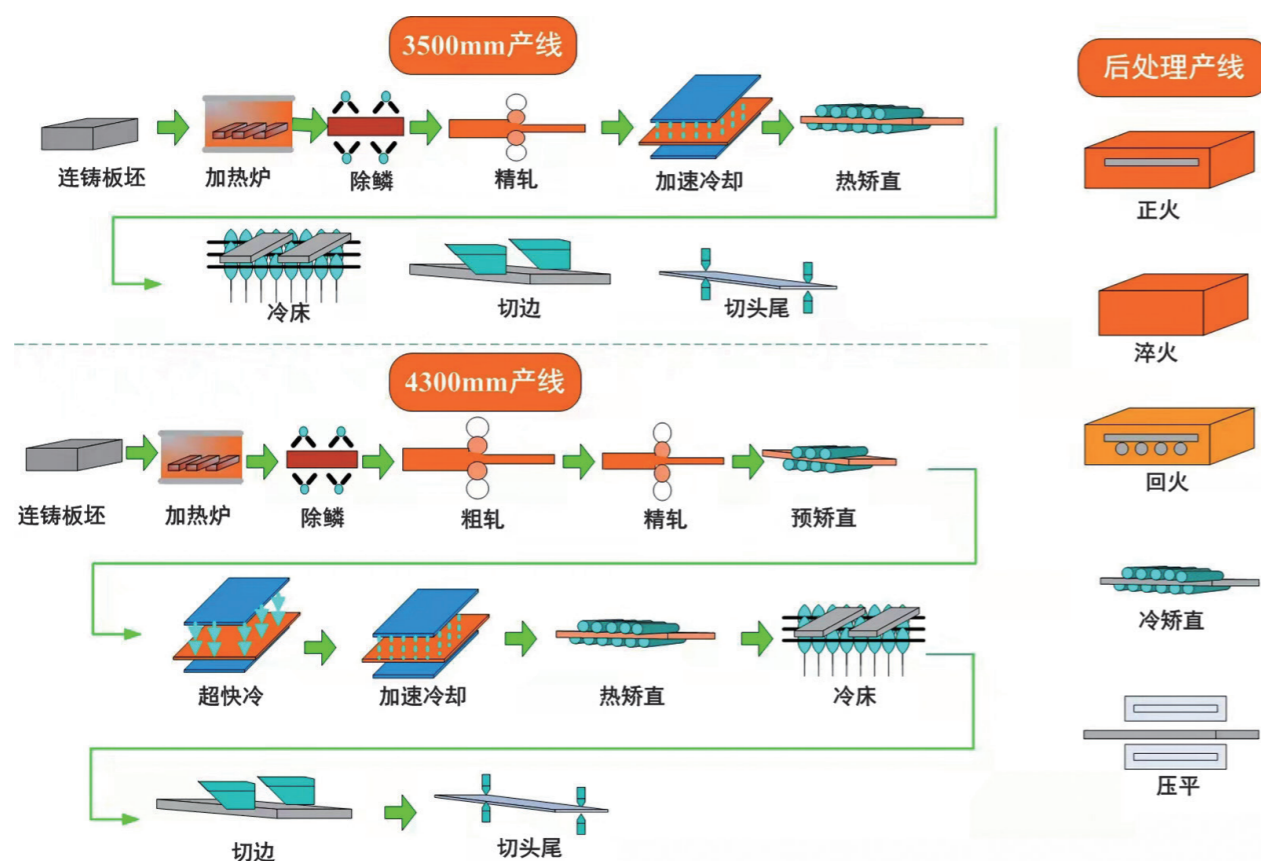 3500mm产线
连铸板坯
加热炉
除鳞
精轧
加速冷却
热矫直
冷床
切边
切头尾
4300mm产线
连铸板坯
加热炉
除鳞
粗轧
精轧
预矫直
超快冷
加速冷却
热矫直
冷床
切边
切头尾
后处理产线
正火
淬火
回火
冷矫直
压平